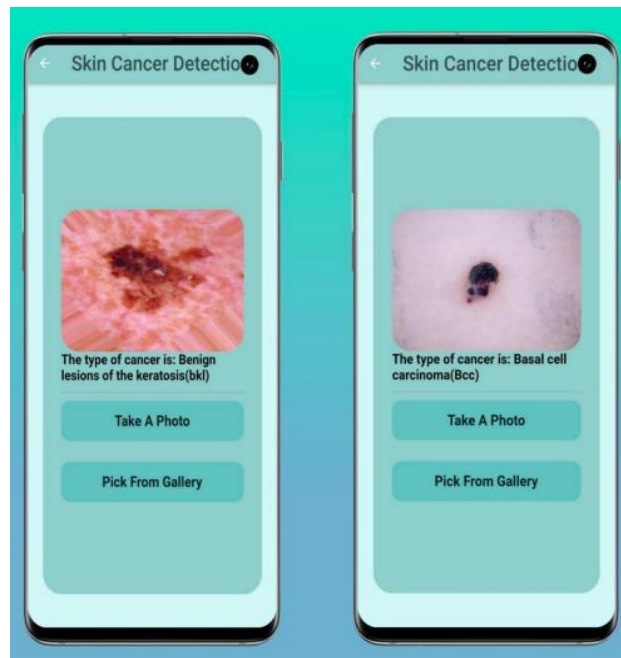 Skin Cancer Detectio
The type of cancer is: Benign
lesions of the keratosis(bkl)
Take A Photo
Pick From Gallery
Skin Cancer Detectio
The type of cancer is: Basal cell
carcinoma(Bcc)
Take A Photo
Pick From Gallery